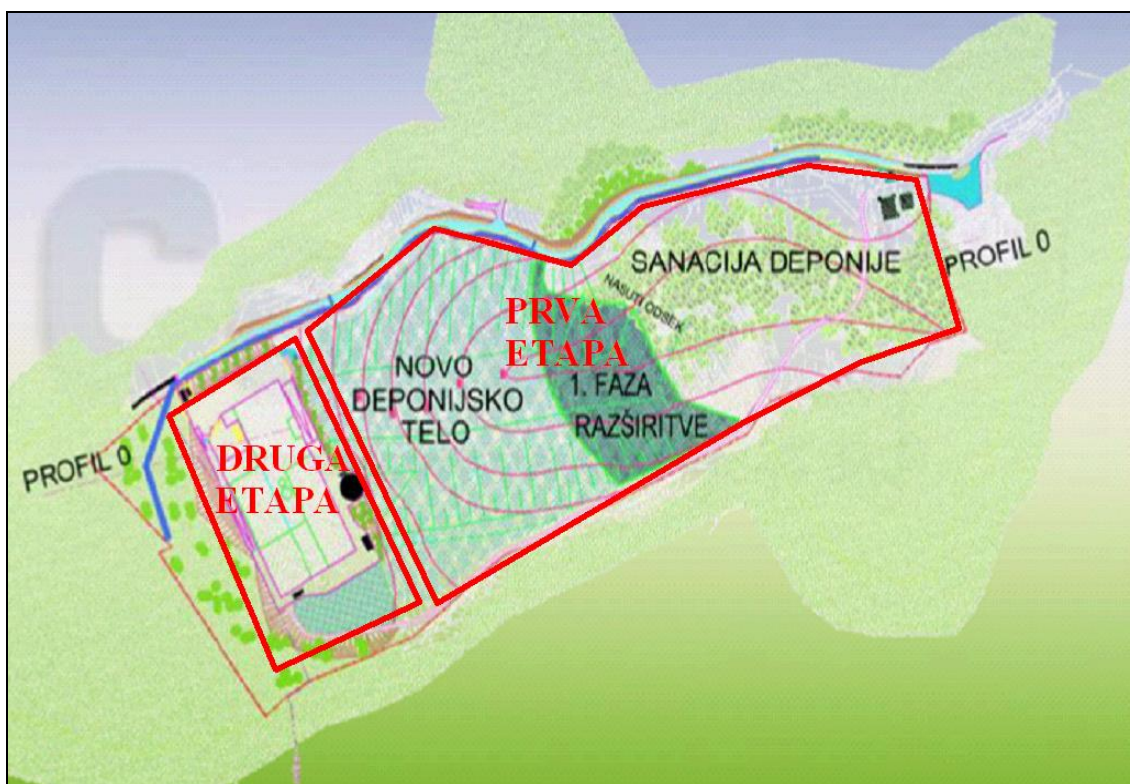 SANACIJA DEPONIJE
PROFIL 0
NASUTI ODSEK
PRVA
ETAPA
NOVO
DEPONIJSKO
TELO
1. FAZA
RAZŠIRITVE
DRUGA
ETAPA
PROFIL 0
C